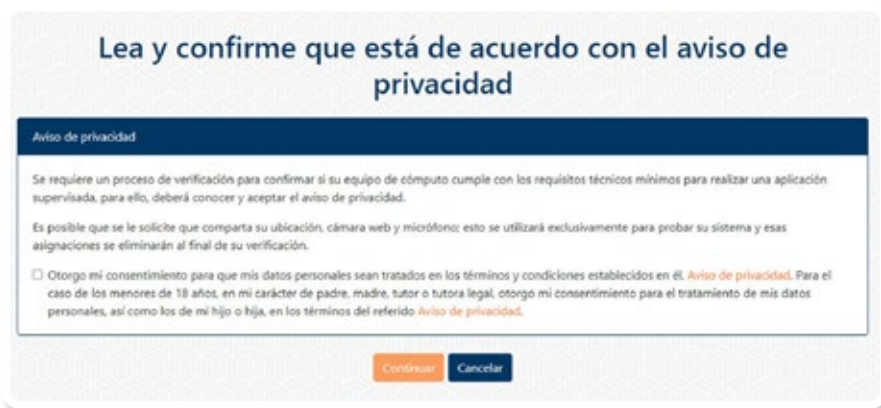 Lea y confirme que está de acuerdo con el aviso de
privacidad
Aviso de privacidad
Se requiere un proceso de verificación para confirmar si su equipo de cómputo cumple con los requisitos técnicos mínimos para realizar una aplicación
supervisada, para ello, deberá conocer y aceptar el aviso de privacidad.
Es posible que se le solicite que comparta su ubicación, cámara web y micrófono; esto se utilizará exclusivamente para probar su sistema y esas
asignaciones se eliminarán al final de su verificación.
Otorgo mi consentimiento para que mis datos personales sean tratados en los términos y condiciones establecidos en él. Aviso de privacidad. Para el
caso de los menores de 18 años, en mi carácter de padre, madre, tutor o tutora legal, otorgo mi consentimiento para el tratamiento de mis datos
personales, así como los de mi hijo o hija, en los términos del referido Aviso de privacidad.
Continuar Cancelar